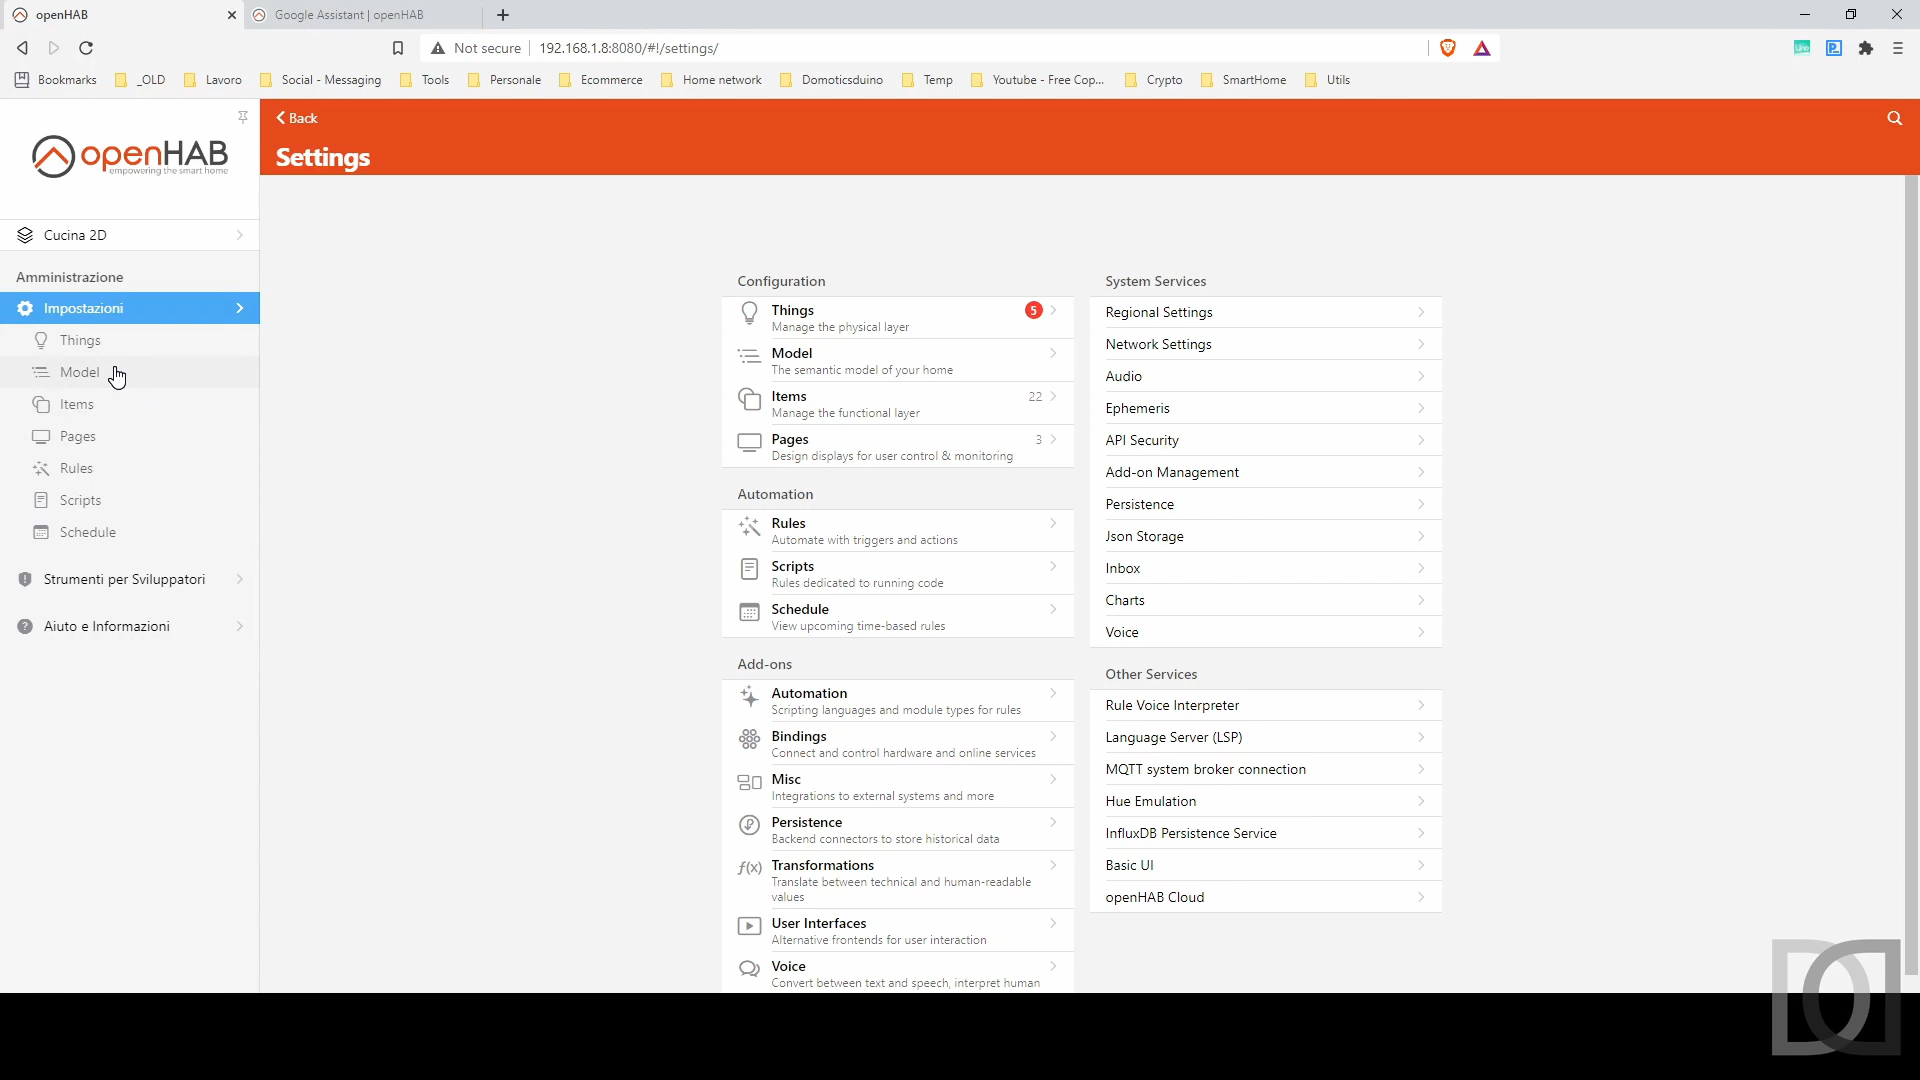 openHAB
Google Assistant | openHAB
Not secure
192.168.1.8:8080/#!/settings/
Bookmarks
_OLD
Lavoro
Social - Messaging
Tools
Personale
Ecommerce
Home network
Domoticsduino
Temp
Youtube - Free Cop...
Crypto
SmartHome
Utils
openHAB
empowering the smart home
Back
Settings
Cucina 2D
Amministrazione
Impostazioni
Things
Model
Items
Pages
Rules
Scripts
Schedule
Strumenti per Sviluppatori
Aiuto e Informazioni
Configuration
Things
5
Manage the physical layer
Model
The semantic model of your home
Items
22
Manage the functional layer
Pages
3
Design displays for user control & monitoring
Automation
Rules
Automate with triggers and actions
Scripts
Rules dedicated to running code
Schedule
View upcoming time-based rules
Add-ons
Automation
Scripting languages and module types for rules
Bindings
Connect and control hardware and online services
Misc
Integrations to external systems and more
Persistence
Backend connectors to store historical data
f(x)
Transformations
Translate between technical and human-readable
values
User Interfaces
Alternative frontends for user interaction
Voice
Convert between text and speech, interpret human
System Services
Regional Settings
Network Settings
Audio
Ephemeris
API Security
Add-on Management
Persistence
Json Storage
Inbox
Charts
Voice
Other Services
Rule Voice Interpreter
Language Server (LSP)
MQTT system broker connection
Hue Emulation
InfluxDB Persistence Service
Basic UI
openHAB Cloud